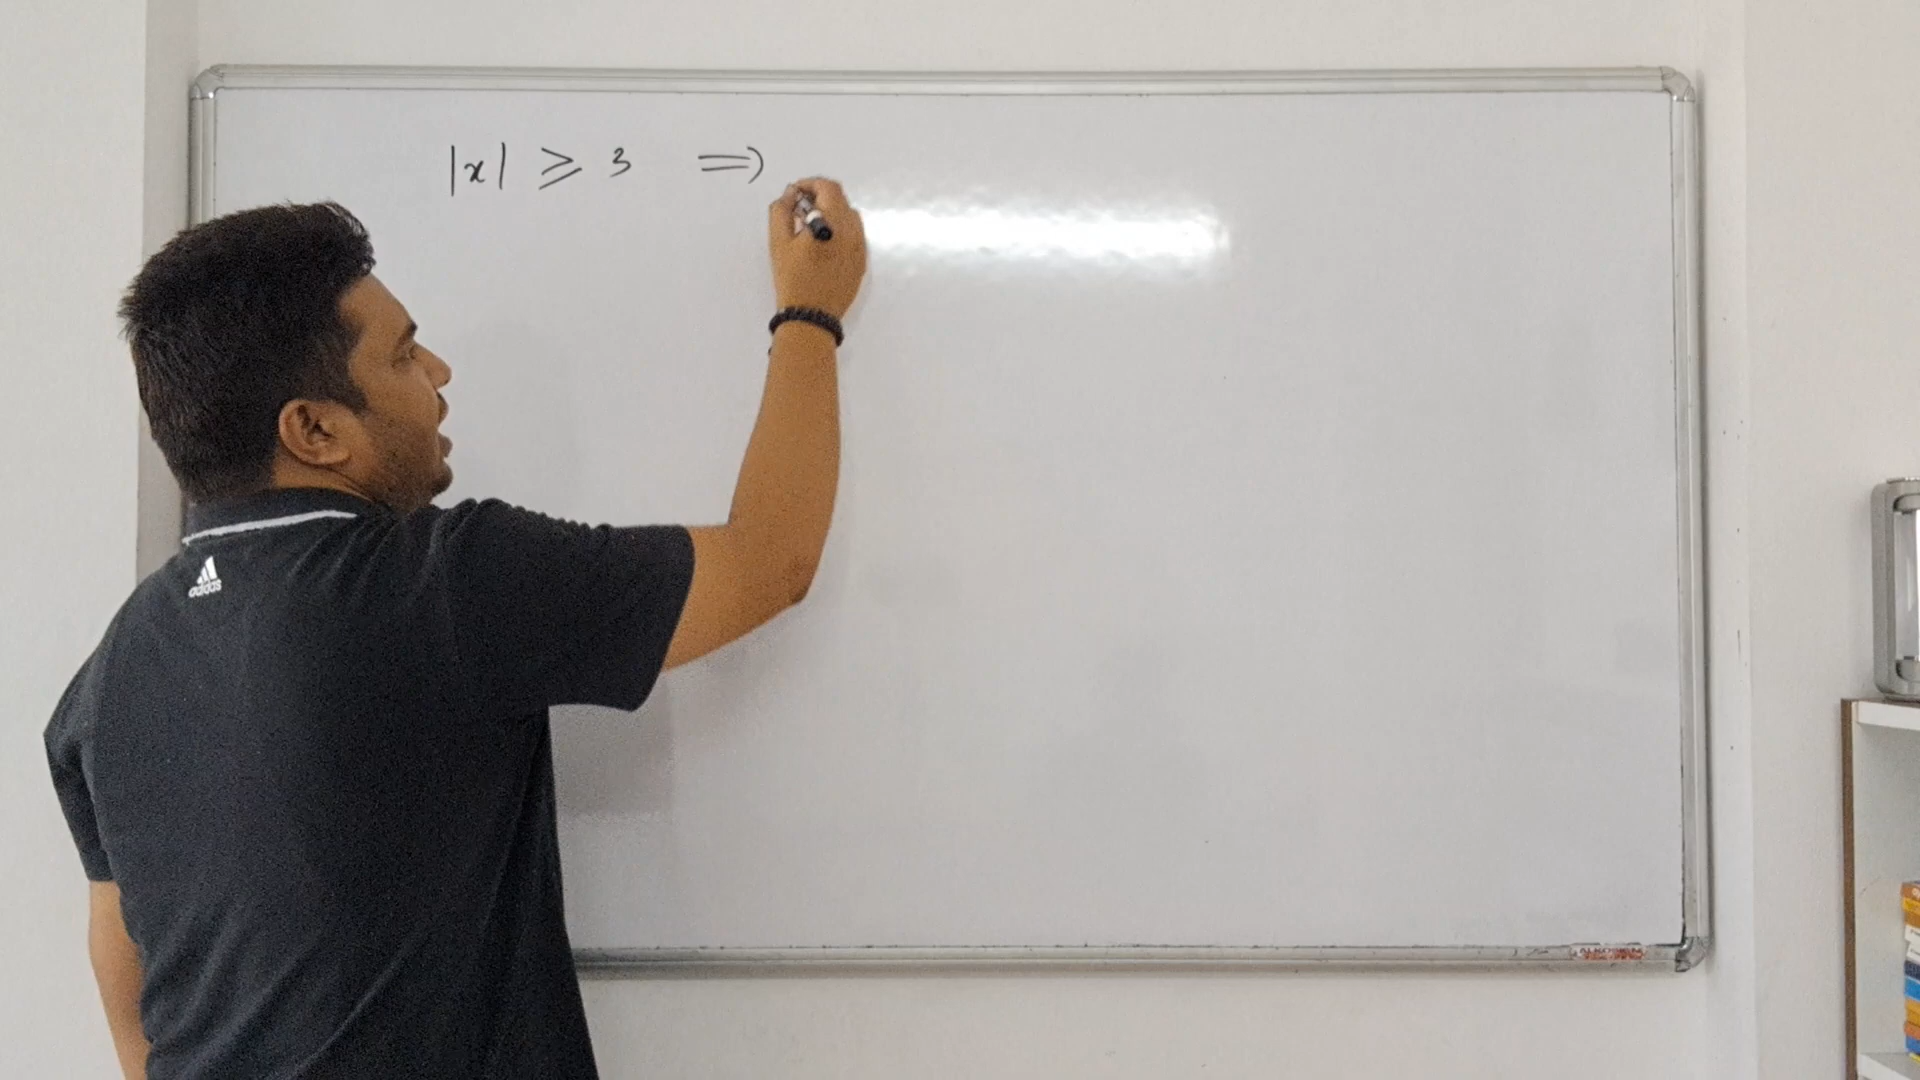 |x| ⩾ 3 ⇒
adidas